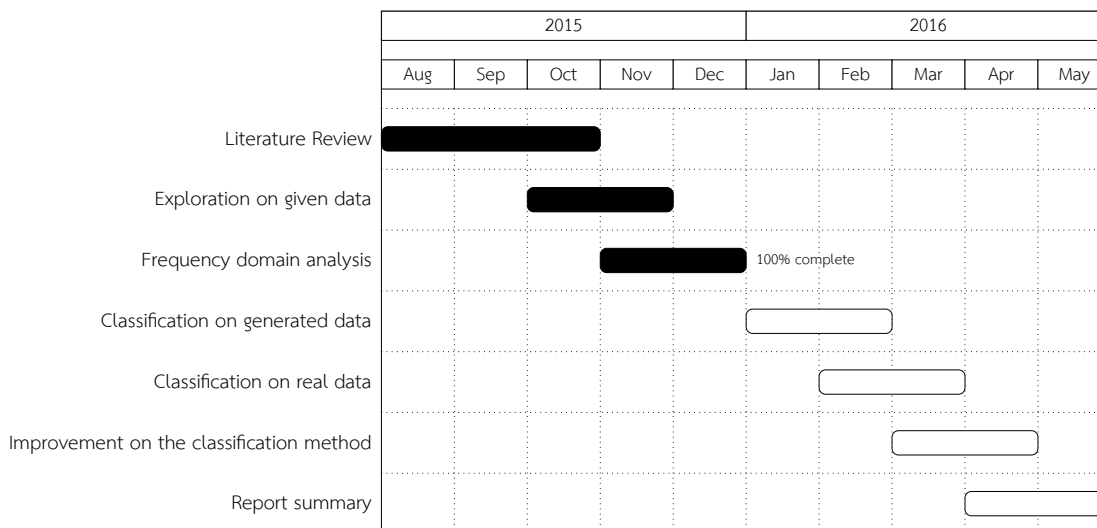 2015 2016
Aug Sep Oct Nov Dec Jan Feb Mar Apr May
Literature Review
Exploration on given data
Frequency domain analysis 100% complete
Classification on generated data
Classification on real data
Improvement on the classification method
Report summary